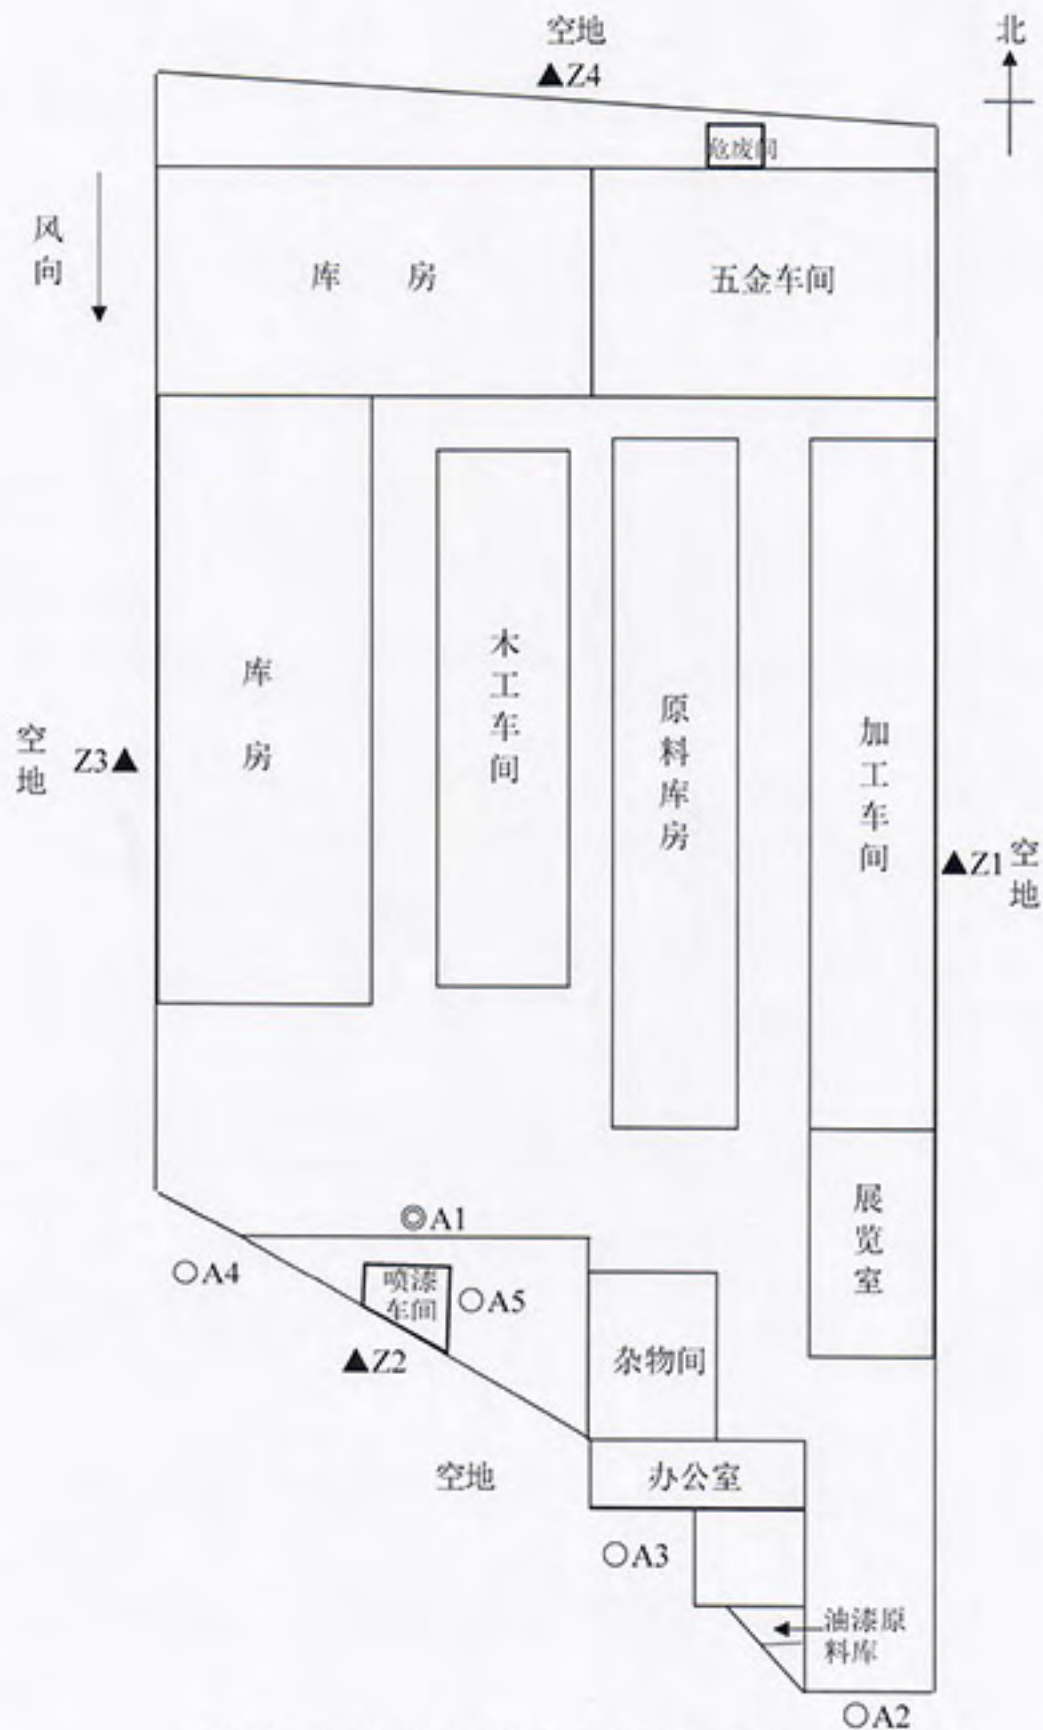 空地
北
▲Z4
危废间
风向
库 房
五金车间
库房
木工车间
原料库房
加工车间
空地
Z3▲
▲Z1
空地
展览室
◎A1
○A4
喷漆
车间
○A5
▲Z2
杂物间
空地
办公室
○A3
油漆原
料库
○A2